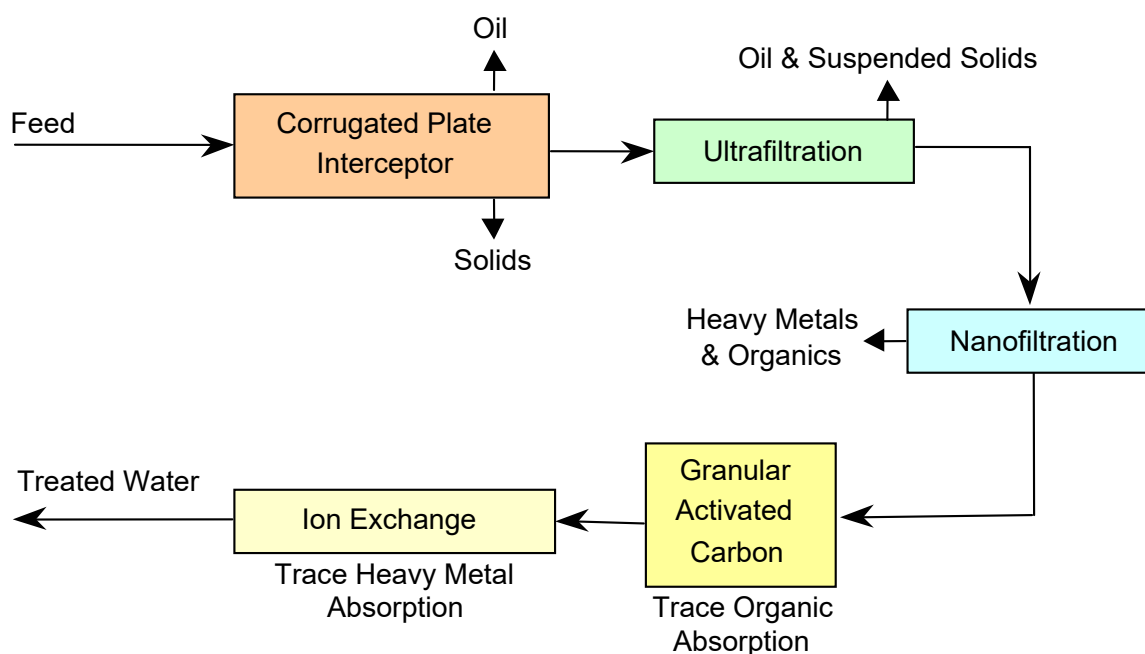 Oil
Oil & Suspended Solids
Feed
Corrugated Plate
Interceptor
Ultrafiltration
Solids
Heavy Metals
& Organics
Nanofiltration
Treated Water
Ion Exchange
Trace Heavy Metal
Absorption
Granular
Activated
Carbon
Trace Organic
Absorption